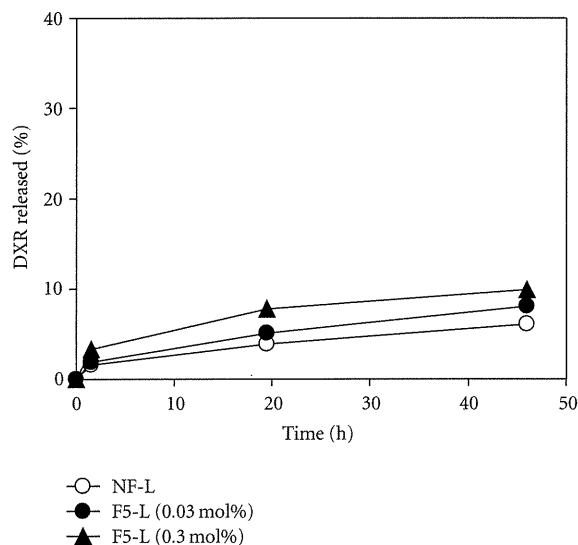 40
30
20
10
0
DXR released (%)
0 10 20 30 40 50
Time (h)
NF-L
F5-L (0.03 mol%)
F5-L (0.3 mol%)